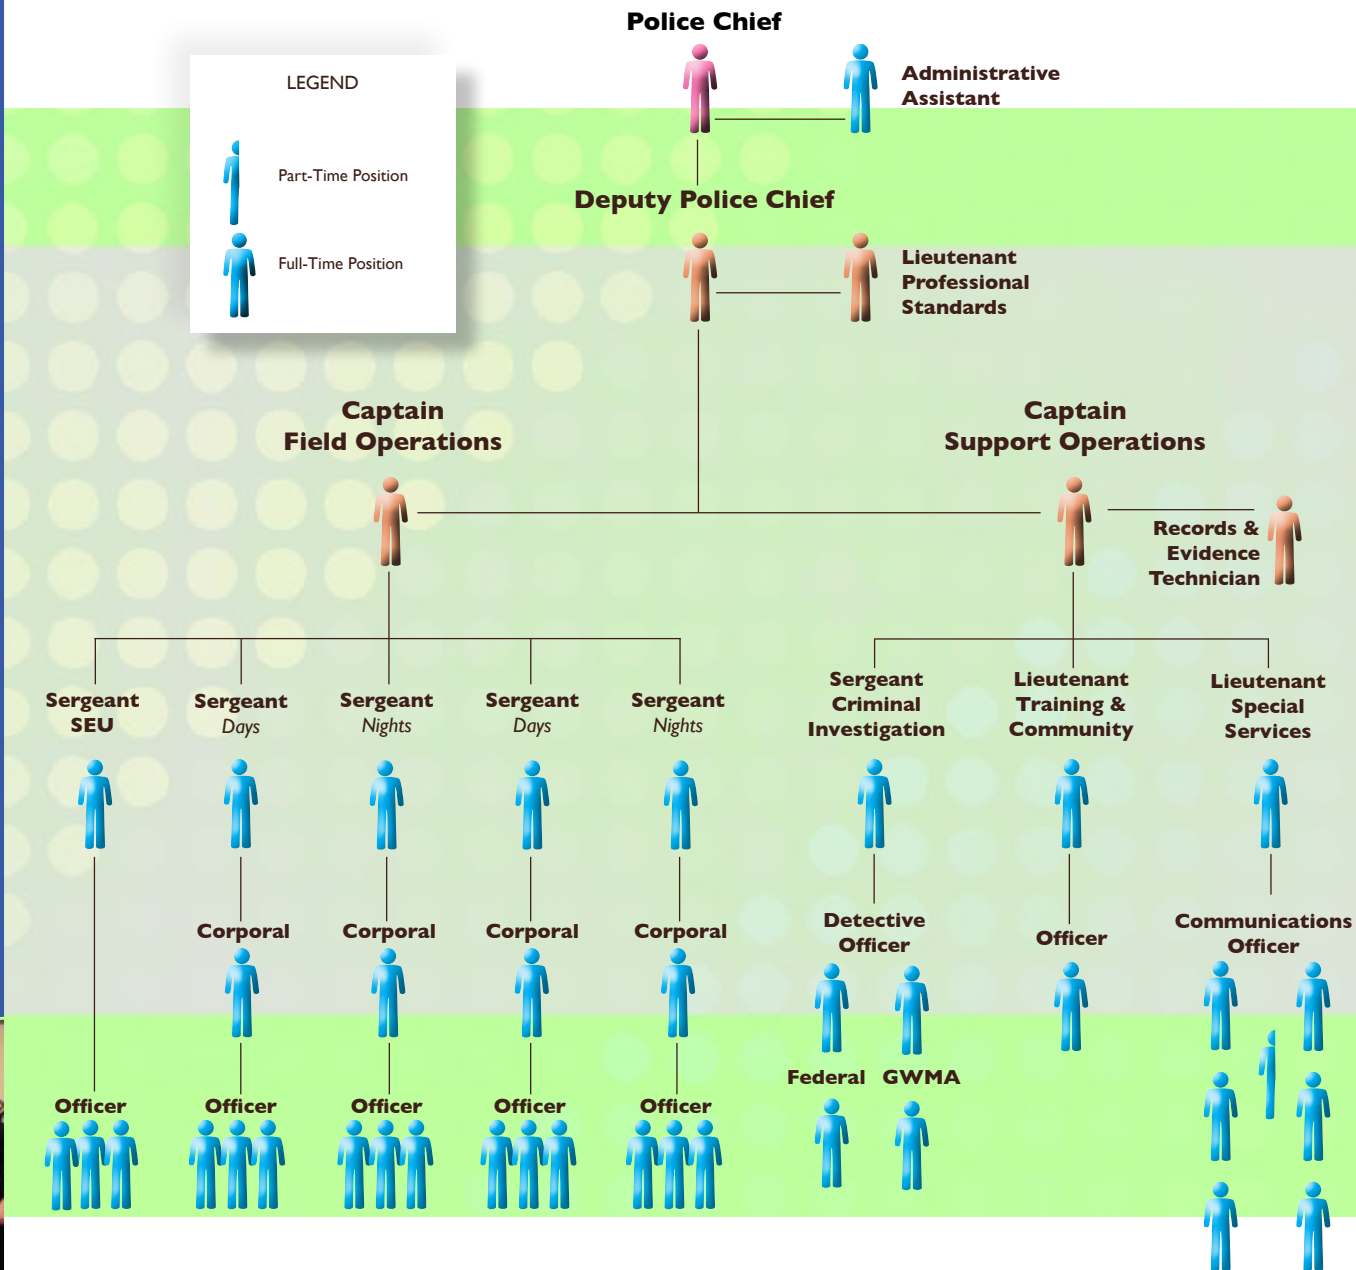 Police Chief
Administrative
Assistant
LEGEND
Part-Time Position
Full-Time Position
Deputy Police Chief
Lieutenant
Professional
Standards
Captain
Field Operations
Captain
Support Operations
Records &
Evidence
Technician
Sergeant
SEU
Sergeant
Days
Sergeant
Nights
Sergeant
Days
Sergeant
Nights
Sergeant
Criminal
Investigation
Lieutenant
Training &
Community
Lieutenant
Special
Services
Corporal
Corporal
Corporal
Corporal
Detective
Officer
Officer
Communications
Officer
Federal
GWMA
Officer
Officer
Officer
Officer
Officer